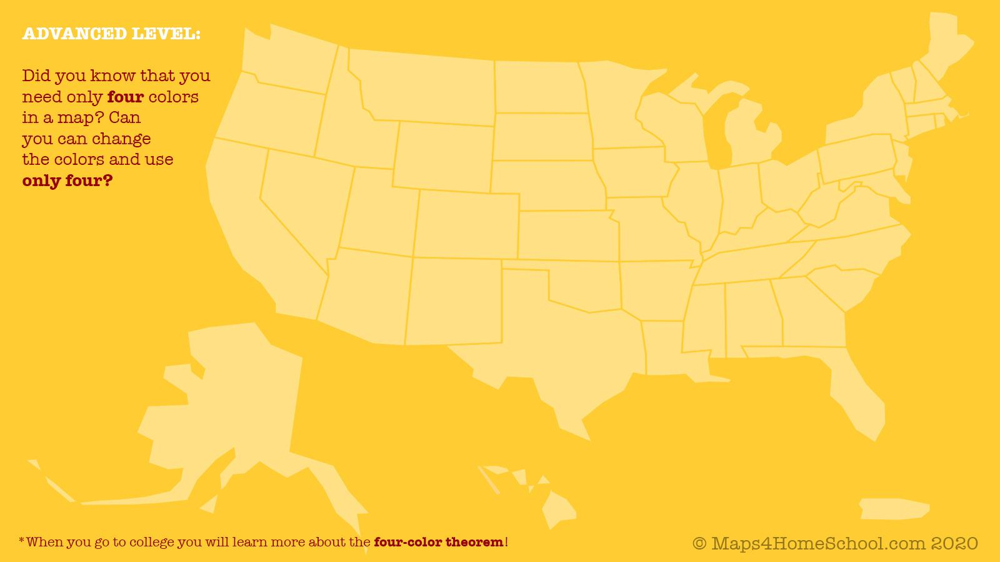 ADVANCED LEVEL:
Did you know that you
need only four colors
in a map? Can
you can change
the colors and use
only four?
*When you go to college you will learn more about the four-color theorem!
© Maps4HomeSchool.com 2020